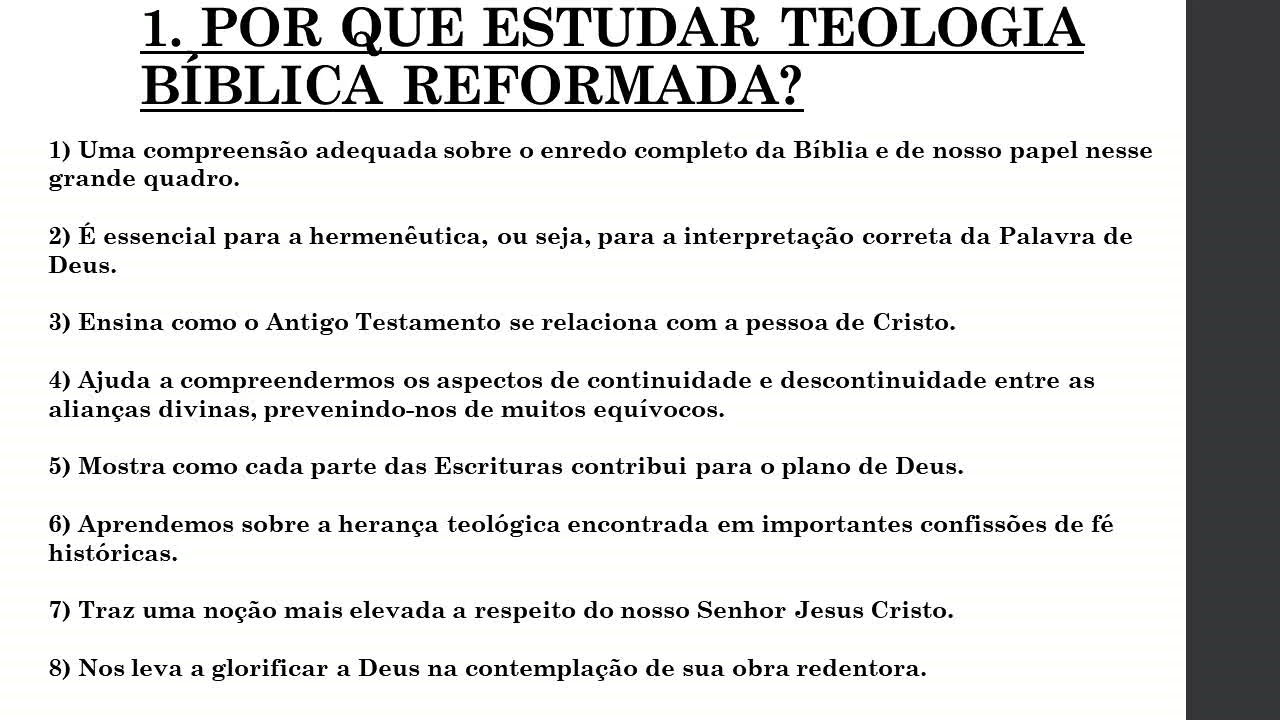 1. POR QUE ESTUDAR TEOLOGIA
BÍBLICA REFORMADA?
1) Uma compreensão adequada sobre o enredo completo da Bíblia e de nosso papel nesse
grande quadro.
2) É essencial para a hermenêutica, ou seja, para a interpretação correta da Palavra de
Deus.
3) Ensina como o Antigo Testamento se relaciona com a pessoa de Cristo.
4) Ajuda a compreendermos os aspectos de continuidade e descontinuidade entre as
alianças divinas, prevenindo-nos de muitos equívocos.
5) Mostra como cada parte das Escrituras contribui para o plano de Deus.
6) Aprendemos sobre a herança teológica encontrada em importantes confissões de fé
históricas.
7) Traz uma noção mais elevada a respeito do nosso Senhor Jesus Cristo.
8) Nos leva a glorificar a Deus na contemplação de sua obra redentora.